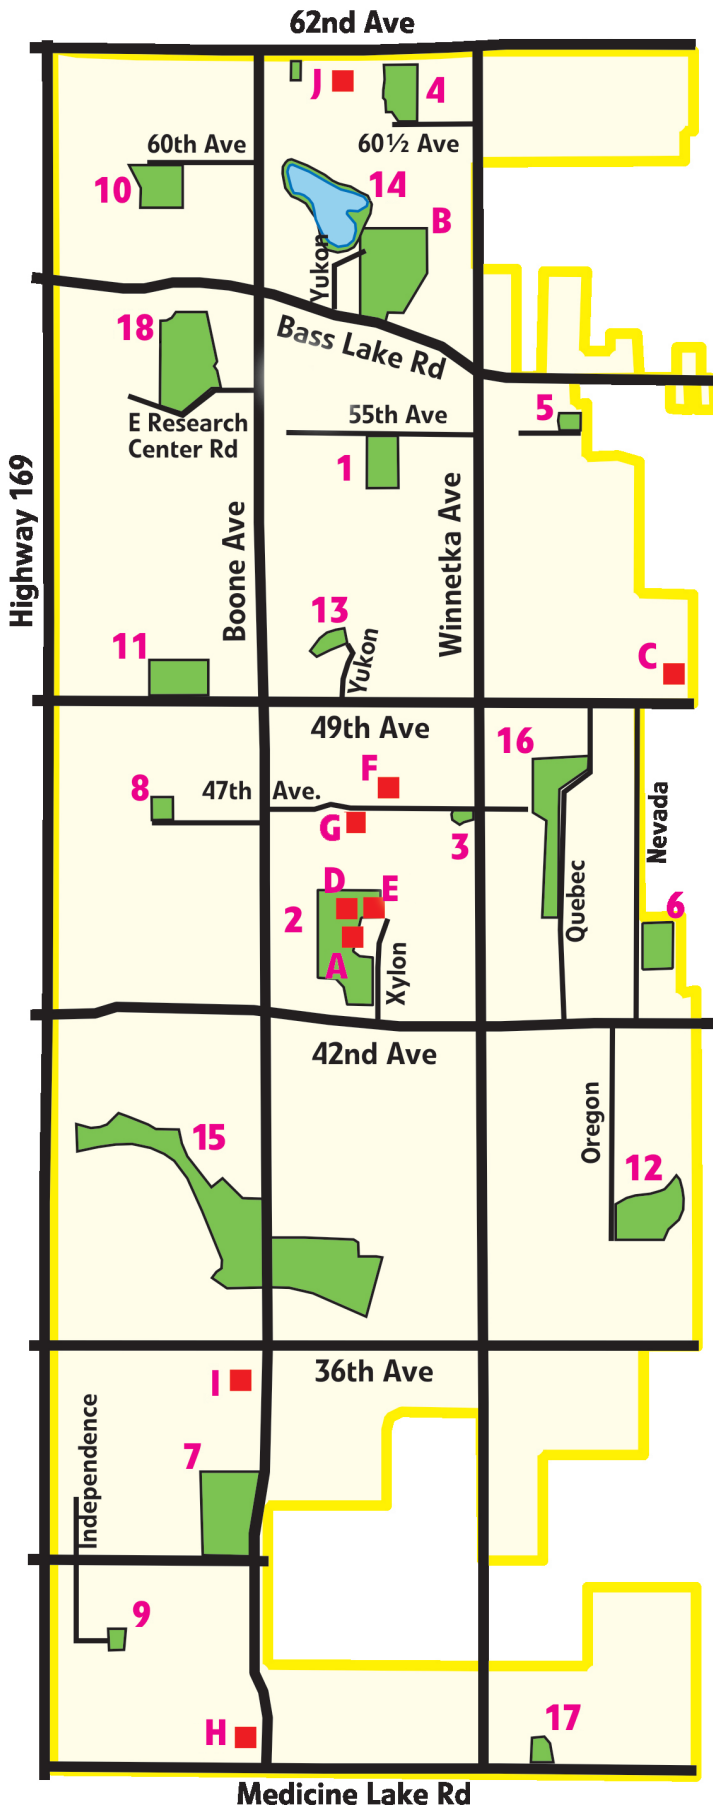 62nd Ave
J
4
60th Ave
60½ Ave
10
14
B
Yukon
18
Bass Lake Rd
5
55th Ave
E Research
Center Rd
1
Highway 169
Boone Ave
Winnetka Ave
13
11
Yukon
C
49th Ave
16
F
8
47th Ave.
G
3
Nevada
Quebec
D
E
6
2
A
Xylon
42nd Ave
Oregon
15
12
36th Ave
I
Independence
7
9
17
H
Medicine Lake Rd